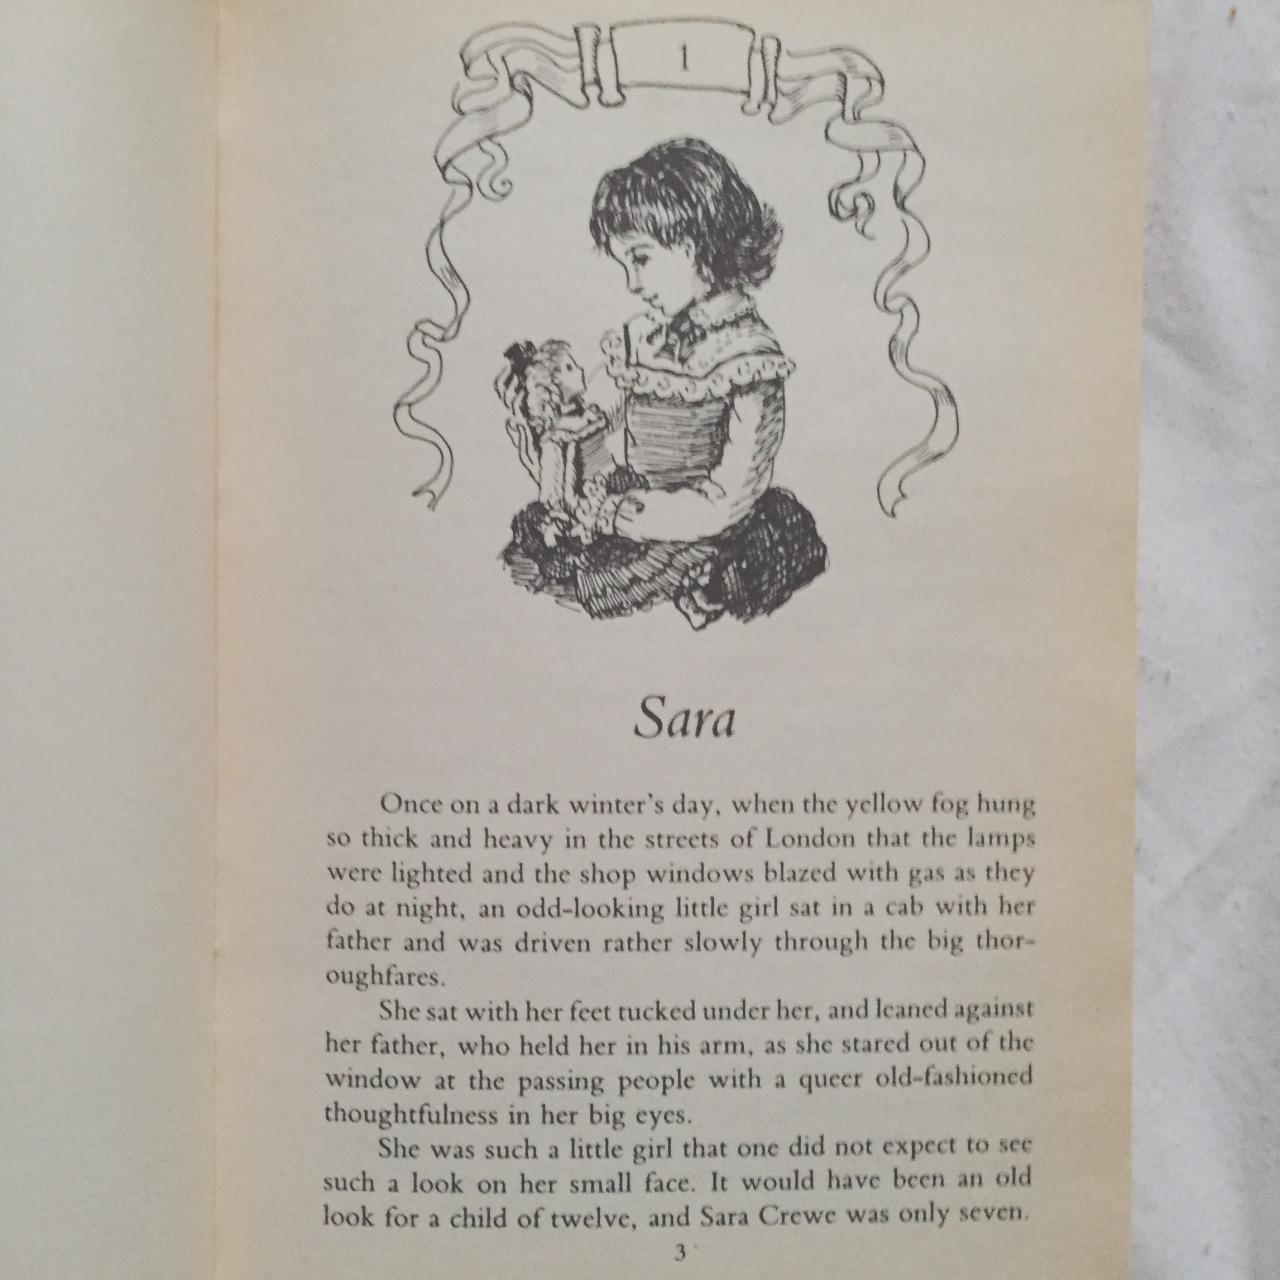 1
Sara
Once on a dark winter's day, when the yellow fog hung
so thick and heavy in the streets of London that the lamps
were lighted and the shop windows blazed with gas as they
do at night, an odd-looking little girl sat in a cab with her
father and was driven rather slowly through the big thor-
oughfares.
She sat with her feet tucked under her, and leaned against
her father, who held her in his arm, as she stared out of the
window at the passing people with a queer old-fashioned
thoughtfulness in her big eyes.
She was such a little girl that one did not expect to see
such a look on her small face. It would have been an old
look for a child of twelve, and Sara Crewe was only seven.
3